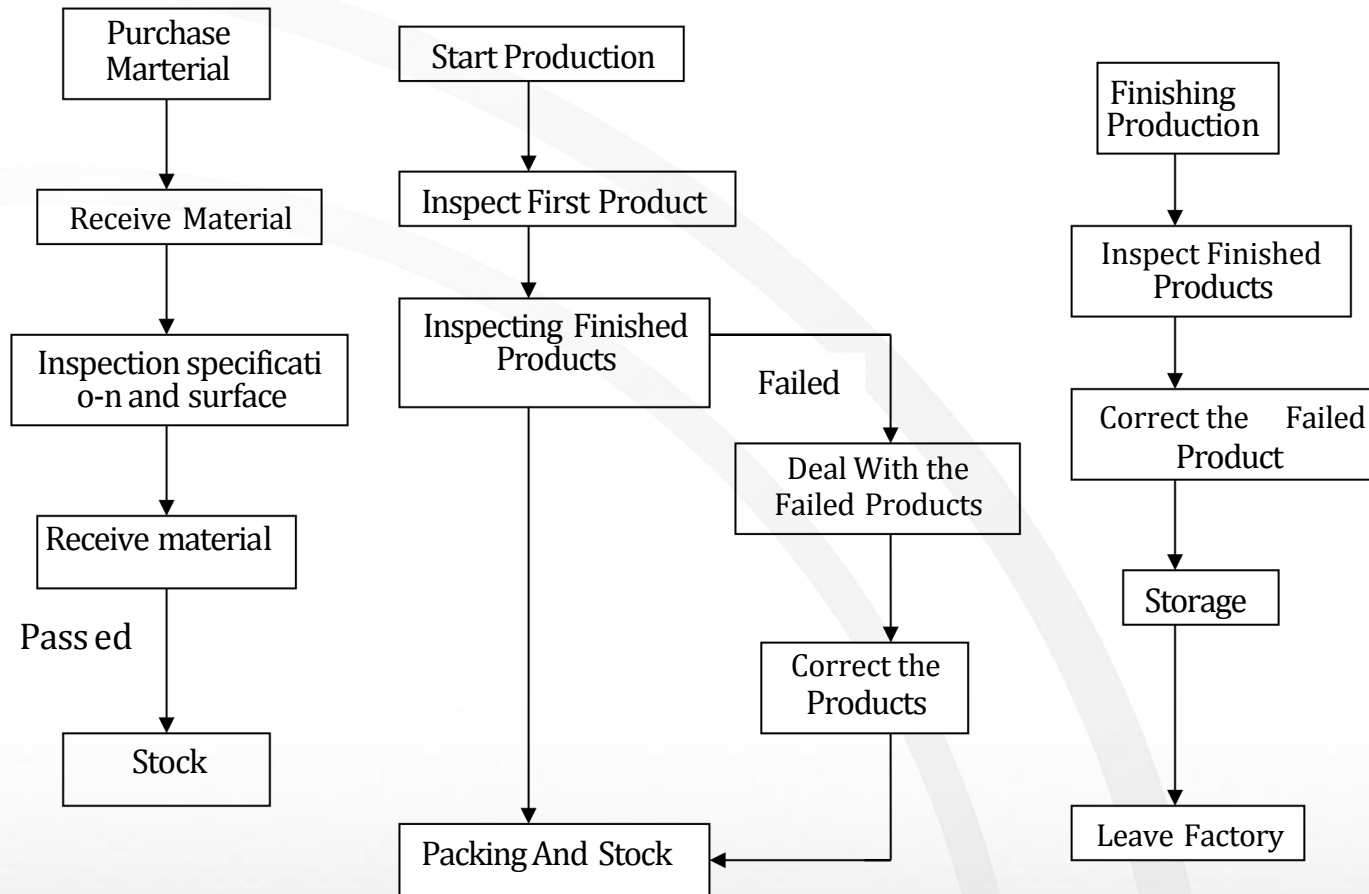 Purchase
Marterial
Receive Material
Inspection specificati
o-n and surface
Receive material
Pass ed
Stock
Start Production
Inspect First Product
Inspecting Finished
Products
Failed
Deal With the
Failed Products
Correct the
Products
Packing And Stock
Finishing
Production
Inspect Finished
Products
Correct the Failed
Product
Storage
Leave Factory